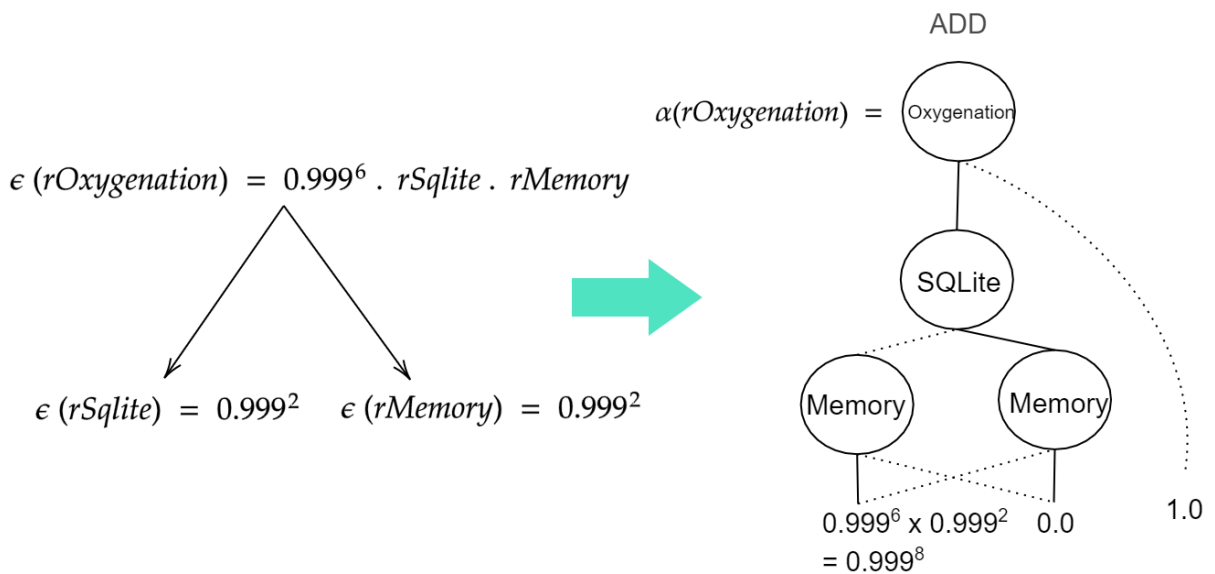 ϵ (rOxygenation) = 0.999⁶ . rSqlite . rMemory
ϵ (rSqlite) = 0.999²
ϵ (rMemory) = 0.999²
ADD
α(rOxygenation) =
Oxygenation
SQLite
Memory
Memory
0.999⁶ x 0.999²
= 0.999⁸
0.0
1.0